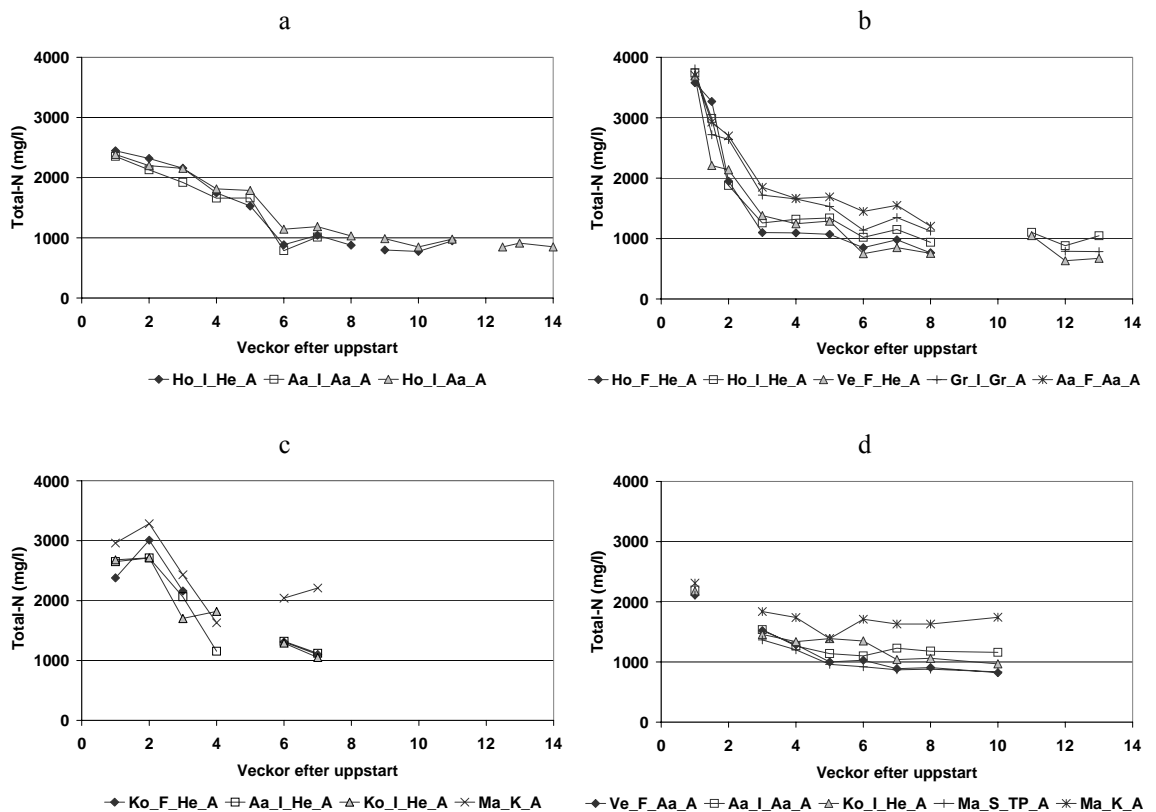 a
4000
3000
2000
1000
0
Total-N (mg/l)
0 2 4 6 8 10 12 14
Veckor efter uppstart
Ho_I_He_A Aa_I_Aa_A Ho_I_Aa_A
b
4000
3000
2000
1000
0
Total-N (mg/l)
0 2 4 6 8 10 12 14
Veckor efter uppstart
Ho_F_He_A Ho_I_He_A Ve_F_He_A Gr_I_Gr_A Aa_F_Aa_A
c
4000
3000
2000
1000
0
Total-N (mg/l)
0 2 4 6 8 10 12 14
Veckor efter uppstart
Ko_F_He_A Aa_I_He_A Ko_I_He_A Ma_K_A
d
4000
3000
2000
1000
0
Total-N (mg/l)
0 2 4 6 8 10 12 14
Veckor efter uppstart
Ve_F_Aa_A Aa_I_Aa_A Ko_I_He_A Ma_S_TP_A Ma_K_A